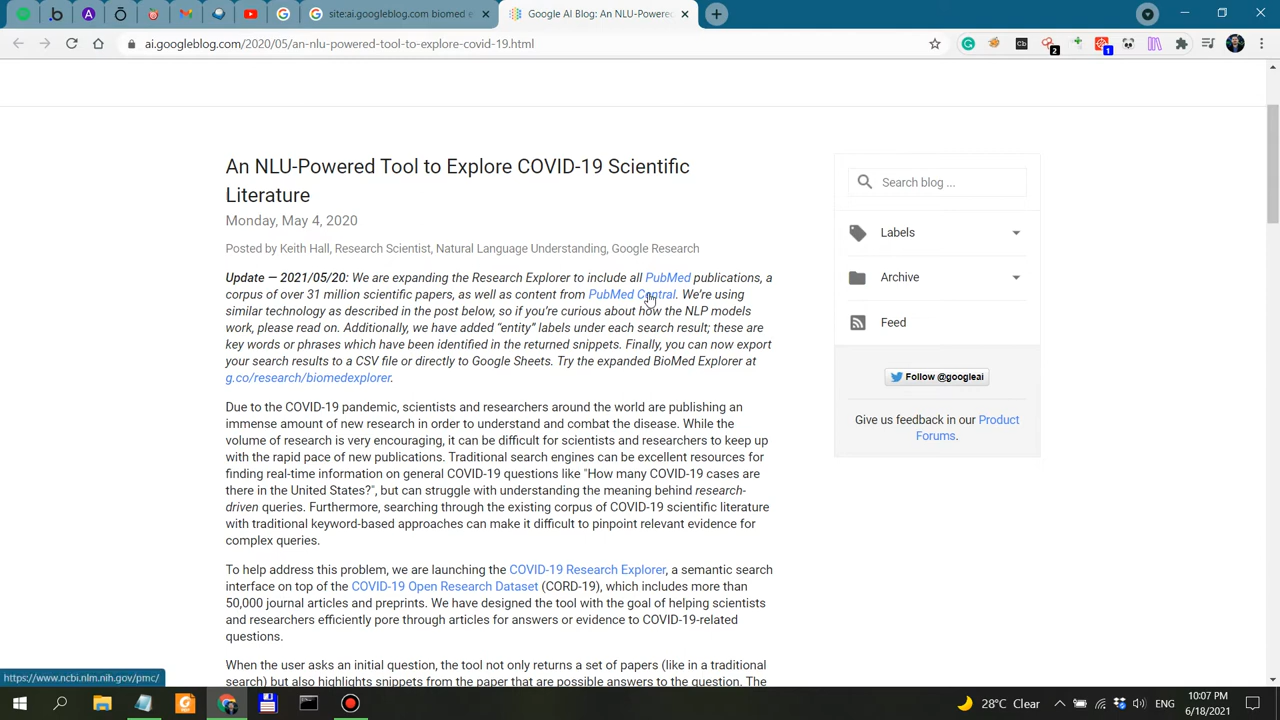 site:ai.googleblog.com biomed e
Google AI Blog: An NLU-Powered
ai.googleblog.com/2020/05/an-nlu-powered-tool-to-explore-covid-19.html
An NLU-Powered Tool to Explore COVID-19 Scientific
Literature
Monday, May 4, 2020
Posted by Keith Hall, Research Scientist, Natural Language Understanding, Google Research
Update — 2021/05/20: We are expanding the Research Explorer to include all PubMed publications, a
corpus of over 31 million scientific papers, as well as content from PubMed Central. We're using
similar technology as described in the post below, so if you're curious about how the NLP models
work, please read on. Additionally, we have added “entity” labels under each search result; these are
key words or phrases which have been identified in the returned snippets. Finally, you can now export
your search results to a CSV file or directly to Google Sheets. Try the expanded BioMed Explorer at
g.co/research/biomedexplorer.
Due to the COVID-19 pandemic, scientists and researchers around the world are publishing an
immense amount of new research in order to understand and combat the disease. While the
volume of research is very encouraging, it can be difficult for scientists and researchers to keep up
with the rapid pace of new publications. Traditional search engines can be excellent resources for
finding real-time information on general COVID-19 questions like "How many COVID-19 cases are
there in the United States?", but can struggle with understanding the meaning behind research-
driven queries. Furthermore, searching through the existing corpus of COVID-19 scientific literature
with traditional keyword-based approaches can make it difficult to pinpoint relevant evidence for
complex queries.
To help address this problem, we are launching the COVID-19 Research Explorer, a semantic search
interface on top of the COVID-19 Open Research Dataset (CORD-19), which includes more than
50,000 journal articles and preprints. We have designed the tool with the goal of helping scientists
and researchers efficiently pore through articles for answers or evidence to COVID-19-related
questions.
When the user asks an initial question, the tool not only returns a set of papers (like in a traditional
search) but also highlights snippets from the paper that are possible answers to the question. The
Search blog ...
Labels
Archive
Feed
Follow @googleai
Give us feedback in our Product
Forums.
https://www.ncbi.nlm.nih.gov/pmc/
28°C Clear
ENG
10:07 PM
6/18/2021